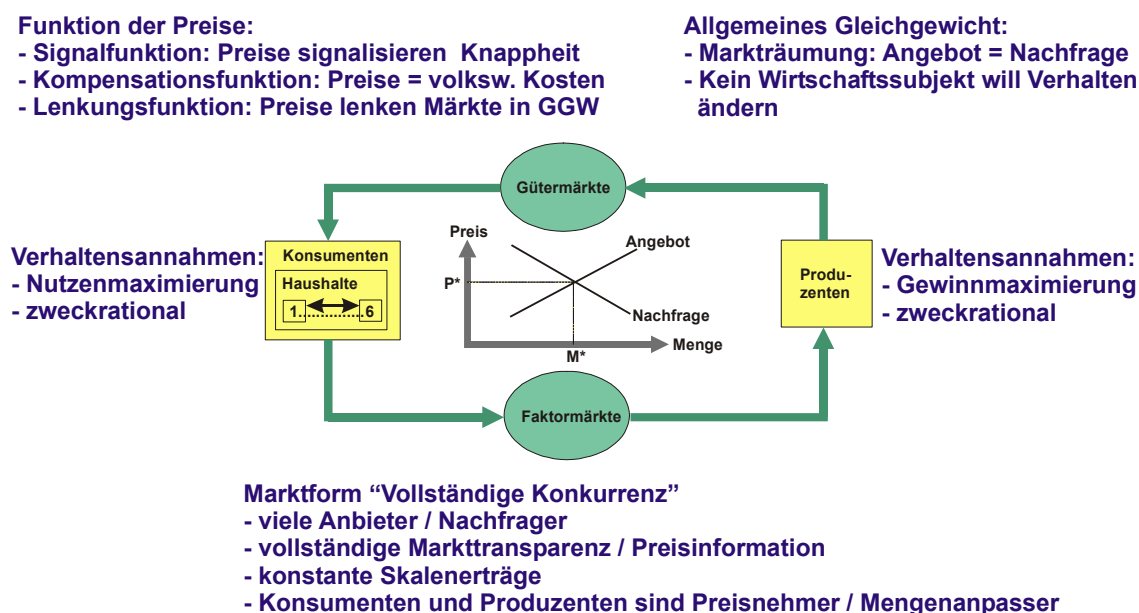 Funktion der Preise:
- Signalfunktion: Preise signalisieren Knappheit
- Kompensationsfunktion: Preise = volksw. Kosten
- Lenkungsfunktion: Preise lenken Märkte in GGW
Allgemeines Gleichgewicht:
- Markträumung: Angebot = Nachfrage
- Kein Wirtschaftssubjekt will Verhalten
ändern
Gütermärkte
Verhaltensannahmen:
- Nutzenmaximierung
- zweckrational
Konsumenten
Haushalte
1..............6
Preis
P*
Angebot
Nachfrage
Menge
M*
Produ-
zenten
Verhaltensannahmen:
- Gewinnmaximierung
- zweckrational
Faktormärkte
Marktform “Vollständige Konkurrenz”
- viele Anbieter / Nachfrager
- vollständige Markttransparenz / Preisinformation
- konstante Skalenerträge
- Konsumenten und Produzenten sind Preisnehmer / Mengenanpasser